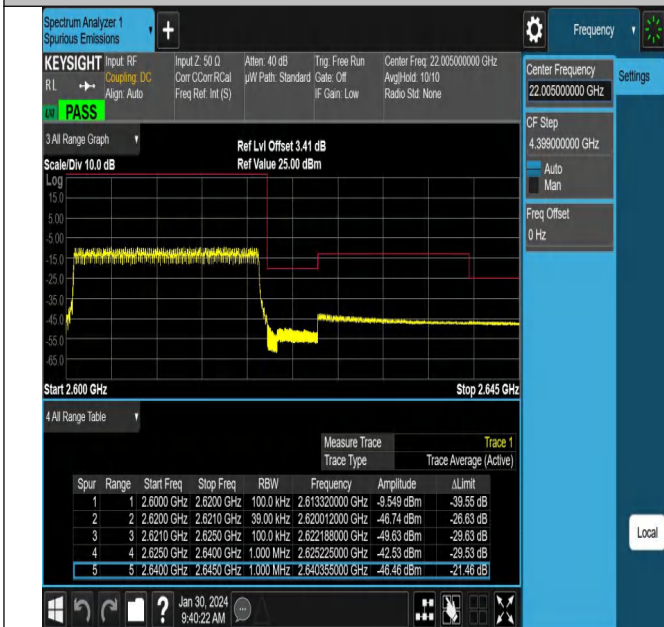 Spectrum Analyzer 1
Spurious Emissions
Frequency
KEYSIGHT Input: RF Input Z: 50 Ω Atten: 40 dB Trig: Free Run Center Freq: 22.005000000 GHz
RL Coupling: DC Corr CCorr RCal µW Path: Standard Gate: Off Avg|Hold: 10/10
Align: Auto Freq Ref: Int (S) IF Gain: Low Radio Std: None
PASS
Center Frequency
22.005000000 GHz
Settings
CF Step
4.399000000 GHz
Auto
Man
Freq Offset
0 Hz
3 All Range Graph
Ref Lvl Offset 3.41 dB
Scale/Div 10.0 dB Ref Value 25.00 dBm
Log
15.0
5.00
-5.00
-15.0
-25.0
-35.0
-45.0
-55.0
-65.0
Start 2.600 GHz Stop 2.645 GHz
4 All Range Table
Measure Trace Trace 1
Trace Type Trace Average (Active)
Spur Range Start Freq Stop Freq RBW Frequency Amplitude ΔLimit
1 1 2.6000 GHz 2.6200 GHz 100.0 kHz 2.613320000 GHz -9.549 dBm -39.55 dB
2 2 2.6200 GHz 2.6210 GHz 39.00 kHz 2.620012000 GHz -46.74 dBm -26.63 dB
3 3 2.6210 GHz 2.6250 GHz 100.0 kHz 2.622188000 GHz -49.63 dBm -29.63 dB
4 4 2.6250 GHz 2.6400 GHz 1.000 MHz 2.625225000 GHz -42.53 dBm -29.53 dB
5 5 2.6400 GHz 2.6450 GHz 1.000 MHz 2.640355000 GHz -46.46 dBm -21.46 dB
Local
Jan 30, 2024
9:40:22 AM